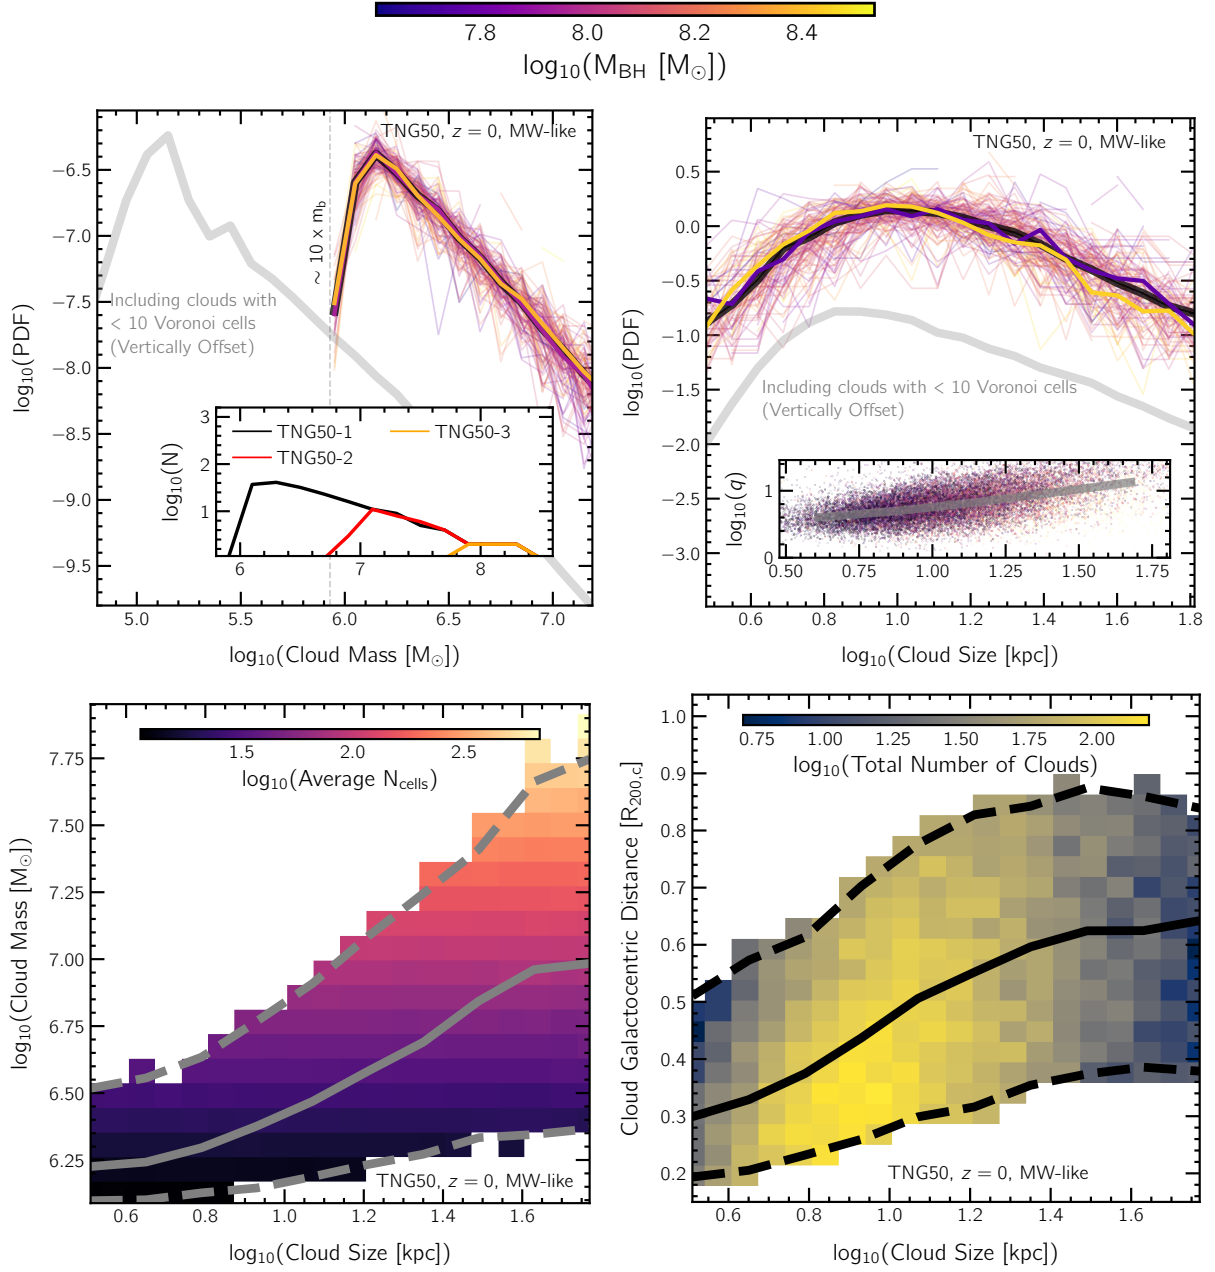 7.8 8.0 8.2 8.4
log₁₀(M_BH [M_⊙])
TNG50, z = 0, MW-like
−6.5
−7.0
−7.5
−8.0
−8.5
−9.0
−9.5
log₁₀(PDF)
~ 10 x m_b
Including clouds with
< 10 Voronoi cells
(Vertically Offset)
3
2
1
log₁₀(N)
TNG50-1
TNG50-2
TNG50-3
6 7 8
5.0 5.5 6.0 6.5 7.0
log₁₀(Cloud Mass [M_⊙])
TNG50, z = 0, MW-like
0.5
0.0
−0.5
−1.0
−1.5
−2.0
−2.5
−3.0
log₁₀(PDF)
Including clouds with < 10 Voronoi cells
(Vertically Offset)
1
0
log₁₀(q)
0.50 0.75 1.00 1.25 1.50 1.75
0.6 0.8 1.0 1.2 1.4 1.6 1.8
log₁₀(Cloud Size [kpc])
1.5 2.0 2.5
log₁₀(Average N_cells)
7.75
7.50
7.25
7.00
6.75
6.50
6.25
log₁₀(Cloud Mass [M_⊙])
TNG50, z = 0, MW-like
0.6 0.8 1.0 1.2 1.4 1.6
log₁₀(Cloud Size [kpc])
0.75 1.00 1.25 1.50 1.75 2.00
log₁₀(Total Number of Clouds)
1.0
0.9
0.8
0.7
0.6
0.5
0.4
0.3
0.2
Cloud Galactocentric Distance [R_200,c]
TNG50, z = 0, MW-like
0.6 0.8 1.0 1.2 1.4 1.6
log₁₀(Cloud Size [kpc])